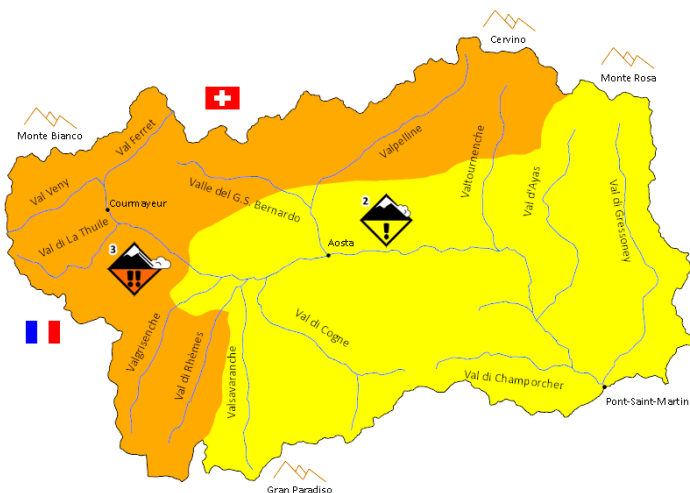 Cervino
Monte Rosa
Monte Bianco
Val Ferret
Valpelline
Valtournenche
Val Veny
Valle del G.S. Bernardo
Val d'Ayas
Val di Gressoney
Courmayeur
2
Val di La Thuile
3
Aosta
Valgrisenche
Val di Rhêmes
Valsavaranche
Val di Cogne
Val di Champorcher
Pont-Saint-Martin
Gran Paradiso